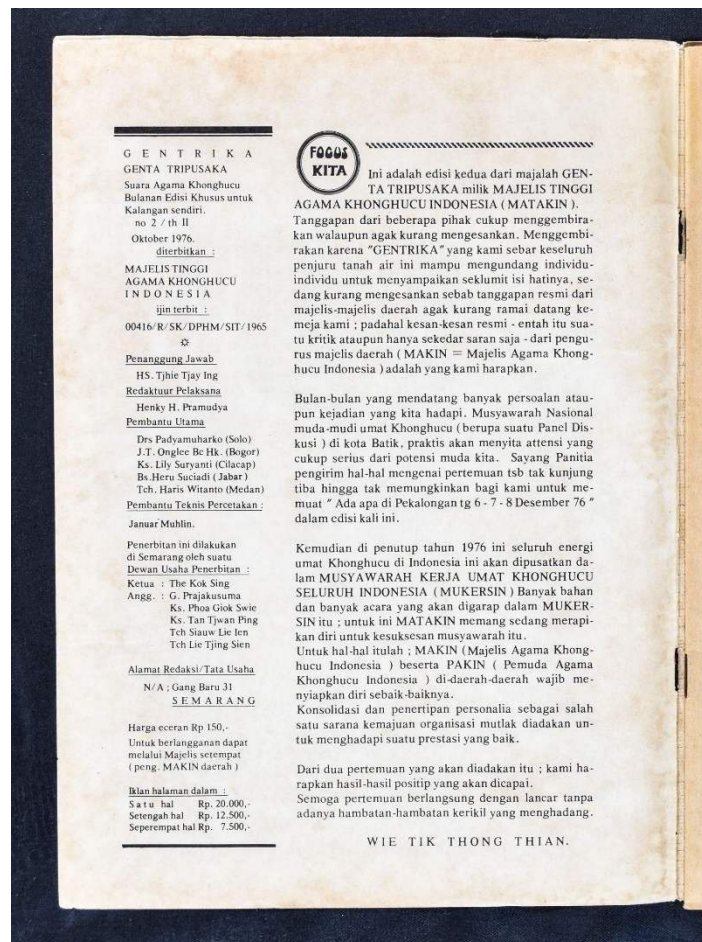 G E N T R I K A
GENTA TRIPUSAKA
Suara Agama Khonghucu
Bulanan Edisi Khusus untuk
Kalangan sendiri.
no 2 / th II
Oktober 1976.
diterbitkan :
MAJELIS TINGGI
AGAMA KHONGHUCU
I N D O N E S I A
ijin terbit :
00416/R/SK/DPHM/SIT/1965
Penanggung Jawab
HS. Tjhie Tjay Ing
Redaktuur Pelaksana
Henky H. Pramudya
Pembantu Utama
Drs Padyamuharko (Solo)
J.T. Onglee Bc Hk. (Bogor)
Ks. Lily Suryanti (Cilacap)
Bs.Heru Suciadi ( Jabar )
Tch. Haris Witanto (Medan)
Pembantu Teknis Percetakan :
Januar Muhlin.
Penerbitan ini dilakukan
di Semarang oleh suatu
Dewan Usaha Penerbitan :
Ketua : The Kok Sing
Angg. : G. Prajakusuma
Ks. Phoa Giok Swie
Ks. Tan Tjwan Ping
Tch Siauw Lie Ien
Tch Lie Tjing Sien
Alamat Redaksi/Tata Usaha
N/A ; Gang Baru 31
S E M A R A N G
Harga eceran Rp 150,-
Untuk berlangganan dapat
melalui Majelis setempat
( peng. MAKIN daerah )
Iklan halaman dalam :
S a t u hal Rp. 20.000,-
Setengah hal Rp. 12.500,-
Seperempat hal Rp. 7.500,-
FOCUS
KITA
Ini adalah edisi kedua dari majalah GEN-
TA TRIPUSAKA milik MAJELIS TINGGI
AGAMA KHONGHUCU INDONESIA ( MATAKIN ).
Tanggapan dari beberapa pihak cukup menggembira-
kan walaupun agak kurang mengesankan. Menggembi-
rakan karena "GENTRIKA" yang kami sebar keseluruh
penjuru tanah air ini mampu mengundang individu-
individu untuk menyampaikan seklumit isi hatinya, se-
dang kurang mengesankan sebab tanggapan resmi dari
majelis-majelis daerah agak kurang ramai datang ke-
meja kami ; padahal kesan-kesan resmi - entah itu sua-
tu kritik ataupun hanya sekedar saran saja - dari pengu-
rus majelis daerah ( MAKIN = Majelis Agama Khong-
hucu Indonesia ) adalah yang kami harapkan.
Bulan-bulan yang mendatang banyak persoalan atau-
pun kejadian yang kita hadapi. Musyawarah Nasional
muda-mudi umat Khonghucu ( berupa suatu Panel Dis-
kusi ) di kota Batik, praktis akan menyita attensi yang
cukup serius dari potensi muda kita. Sayang Panitia
pengirim hal-hal mengenai pertemuan tsb tak kunjung
tiba hingga tak memungkinkan bagi kami untuk me-
muat " Ada apa di Pekalongan tg 6 - 7 - 8 Desember 76 "
dalam edisi kali ini.
Kemudian di penutup tahun 1976 ini seluruh energi
umat Khonghucu di Indonesia ini akan dipusatkan da-
lam MUSYAWARAH KERJA UMAT KHONGHUCU
SELURUH INDONESIA ( MUKERSIN ) Banyak bahan
dan banyak acara yang akan digarap dalam MUKER-
SIN itu ; untuk ini MATAKIN memang sedang merapi-
kan diri untuk kesuksesan musyawarah itu.
Untuk hal-hal itulah ; MAKIN (Majelis Agama Khong-
hucu Indonesia ) beserta PAKIN ( Pemuda Agama
Khonghucu Indonesia ) di-daerah-daerah wajib me-
nyiapkan diri sebaik-baiknya.
Konsolidasi dan penertipan personalia sebagai salah
satu sarana kemajuan organisasi mutlak diadakan un-
tuk menghadapi suatu prestasi yang baik.
Dari dua pertemuan yang akan diadakan itu ; kami ha-
rapkan hasil-hasil positip yang akan dicapai.
Semoga pertemuan berlangsung dengan lancar tanpa
adanya hambatan-hambatan kerikil yang menghadang.
WIE TIK THONG THIAN.